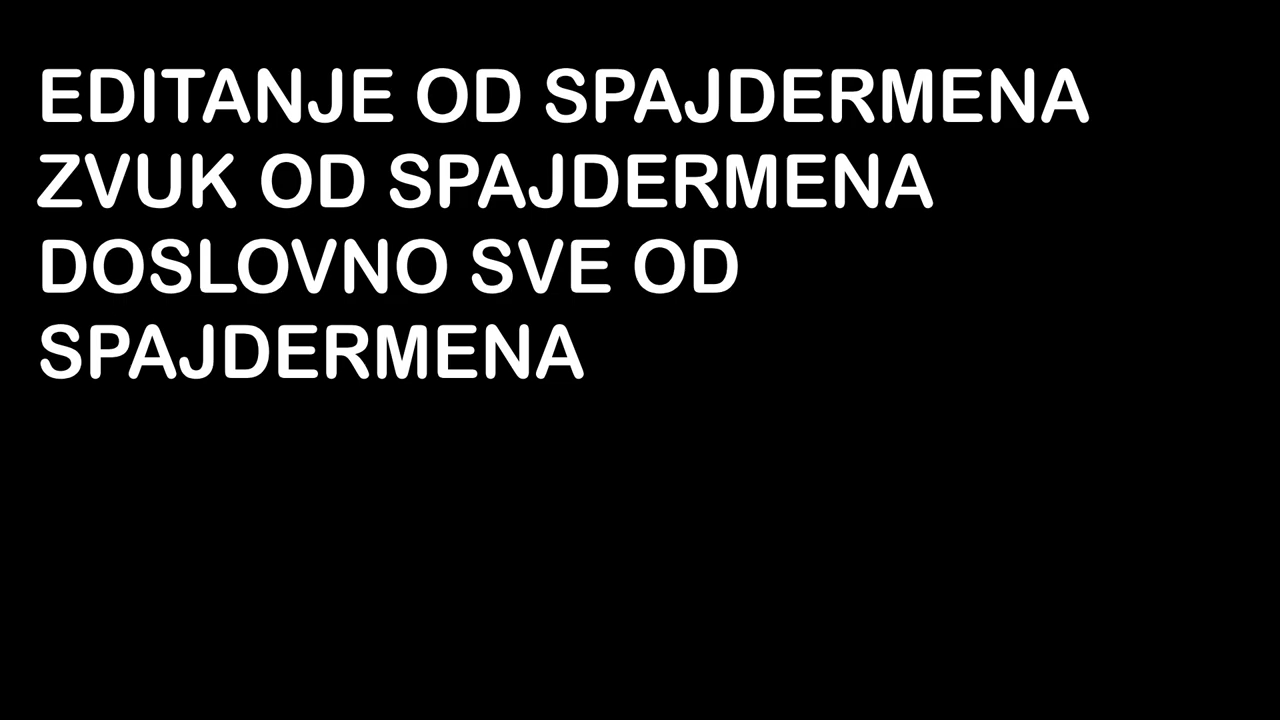 EDITANJE OD SPAJDERMENA
ZVUK OD SPAJDERMENA
DOSLOVNO SVE OD
SPAJDERMENA